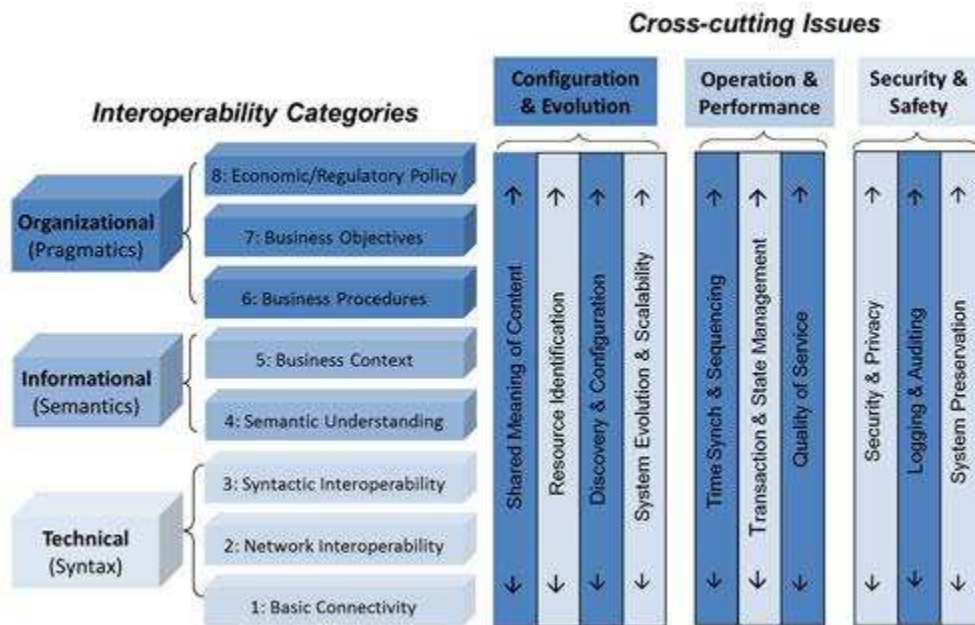 Cross-cutting Issues
Configuration
& Evolution
Operation &
Performance
Security &
Safety
Interoperability Categories
Organizational
(Pragmatics)
8: Economic/Regulatory Policy
7: Business Objectives
6: Business Procedures
Informational
(Semantics)
5: Business Context
4: Semantic Understanding
Technical
(Syntax)
3: Syntactic Interoperability
2: Network Interoperability
1: Basic Connectivity
Shared Meaning of Content
Resource Identification
Discovery & Configuration
System Evolution & Scalability
Time Synch & Sequencing
Transaction & State Management
Quality of Service
Security & Privacy
Logging & Auditing
System Preservation